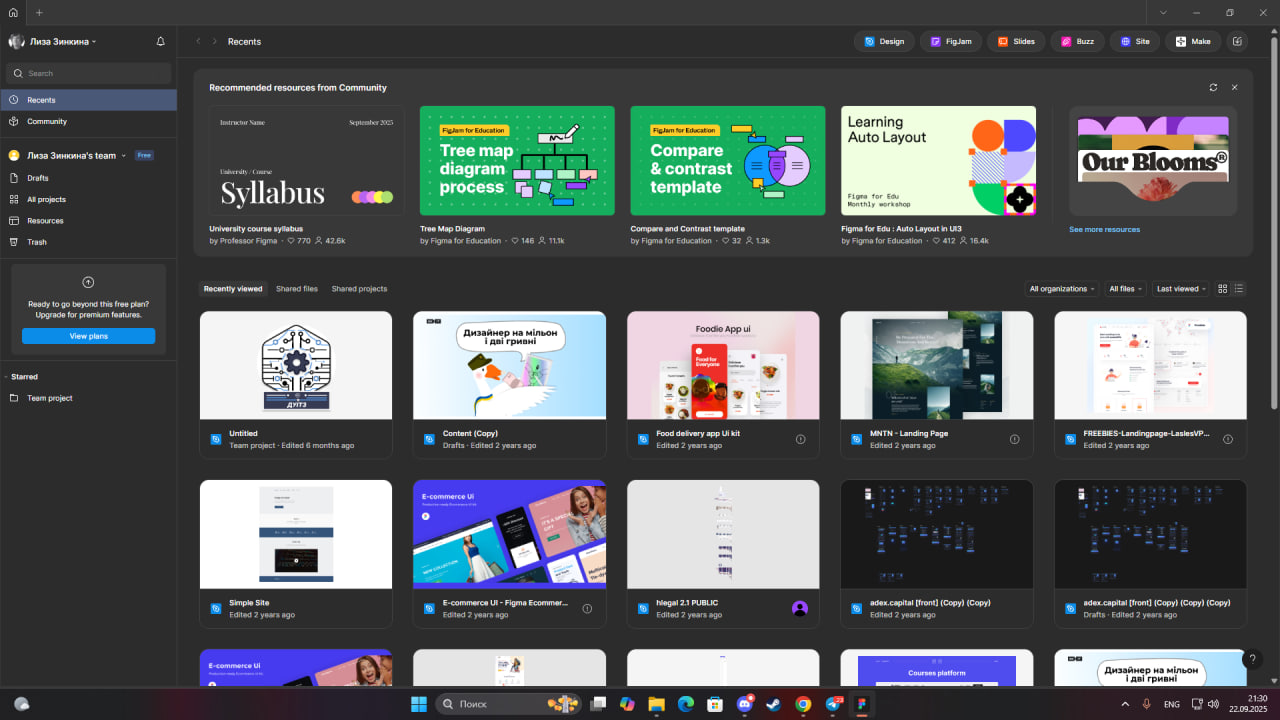 Лиза Зинкина
Recents
Design
FigJam
Slides
Buzz
Site
Make
Search
Recents
Community
Лиза Зинкина's team
Free
Drafts
All projects
Resources
Trash
Ready to go beyond this free plan?
Upgrade for premium features.
View plans
Starred
Team project
Recommended resources from Community
Instructor Name
September 2025
University / Course
Syllabus
University course syllabus
by Professor Figma · 770 42.6k
FigJam for Education
Tree map
diagram
process
Tree Map Diagram
by Figma for Education · 146 11.1k
FigJam for Education
Compare
& contrast
template
Compare and Contrast template
by Figma for Education · 32 1.3k
Learning
Auto Layout
Figma for Edu
Monthly workshop
Figma for Edu : Auto Layout in UI3
by Figma for Education · 412 16.4k
Our Blooms®
See more resources
Recently viewed
Shared files
Shared projects
All organizations
All files
Last viewed
ДУІТЗ
Untitled
Team project · Edited 6 months ago
Дизайнер на мільон
і дві гривні
Content (Copy)
Drafts · Edited 2 years ago
Foodie App ui
Food for
Everyone
Food delivery app Ui kit
Edited 2 years ago
MNTN - Landing Page
Edited 2 years ago
FREEBIES-Landingpage-LaslesVP...
Edited 2 years ago
Simple Site
Edited 2 years ago
E-commerce Ui
IT'S A SPECIAL
GIFT
NEW COLLECTION
E-commerce UI - Figma Ecommer...
Edited 2 years ago
hlegal 2.1 PUBLIC
Edited 2 years ago
adex.capital [front] (Copy) (Copy)
Edited 2 years ago
adex.capital [front] (Copy) (Copy) (Copy)
Drafts · Edited 2 years ago
E-commerce Ui
Courses platform
Дизайнер на мільон
і дві гривні
?
Поиск
ENG
21:30
22.09.2025